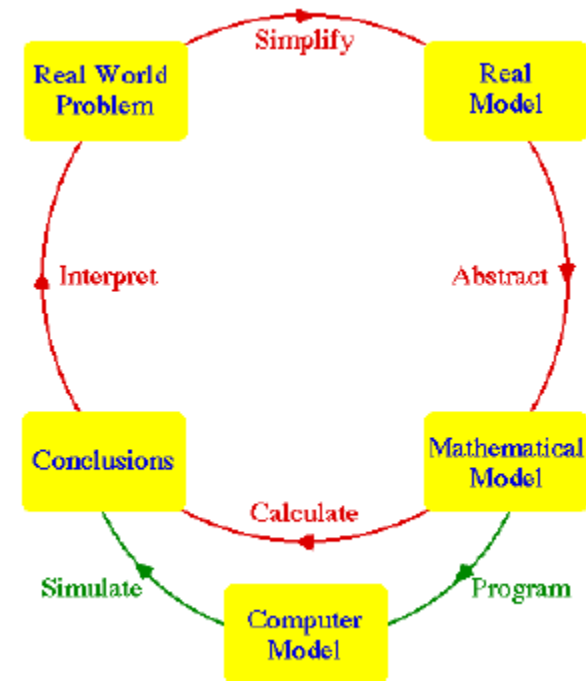 Simplify
Real World
Problem
Real
Model
Interpret
Abstract
Conclusions
Mathematical
Model
Calculate
Simulate
Program
Computer
Model